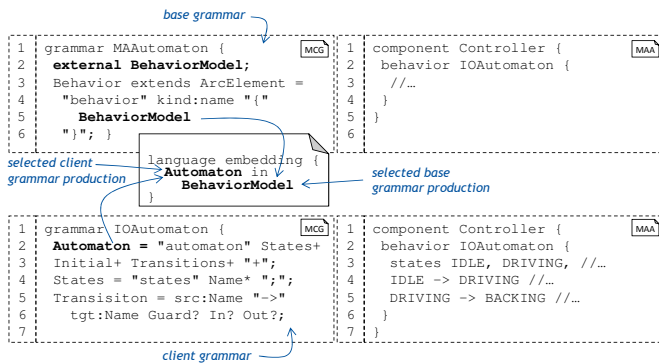 base grammar
1 grammar MAAutomaton { MCG
2 external BehaviorModel;
3 Behavior extends ArcElement =
4 "behavior" kind:name "{"
5 BehaviorModel
6 "}"; }
1 component Controller { MAA
2 behavior IOAutomaton {
3 //…
4 }
5 }
6
selected client
grammar production
language embedding {
Automaton in
BehaviorModel
}
selected base
grammar production
1 grammar IOAutomaton { MCG
2 Automaton = "automaton" States+
3 Initial+ Transitions+ "+";
4 States = "states" Name* ";";
5 Transisiton = src:Name "->"
6 tgt:Name Guard? In? Out?;
7
1 component Controller { MAA
2 behavior IOAutomaton {
3 states IDLE, DRIVING, //…
4 IDLE -> DRIVING //…
5 DRIVING -> BACKING //…
6 }
7 }
client grammar